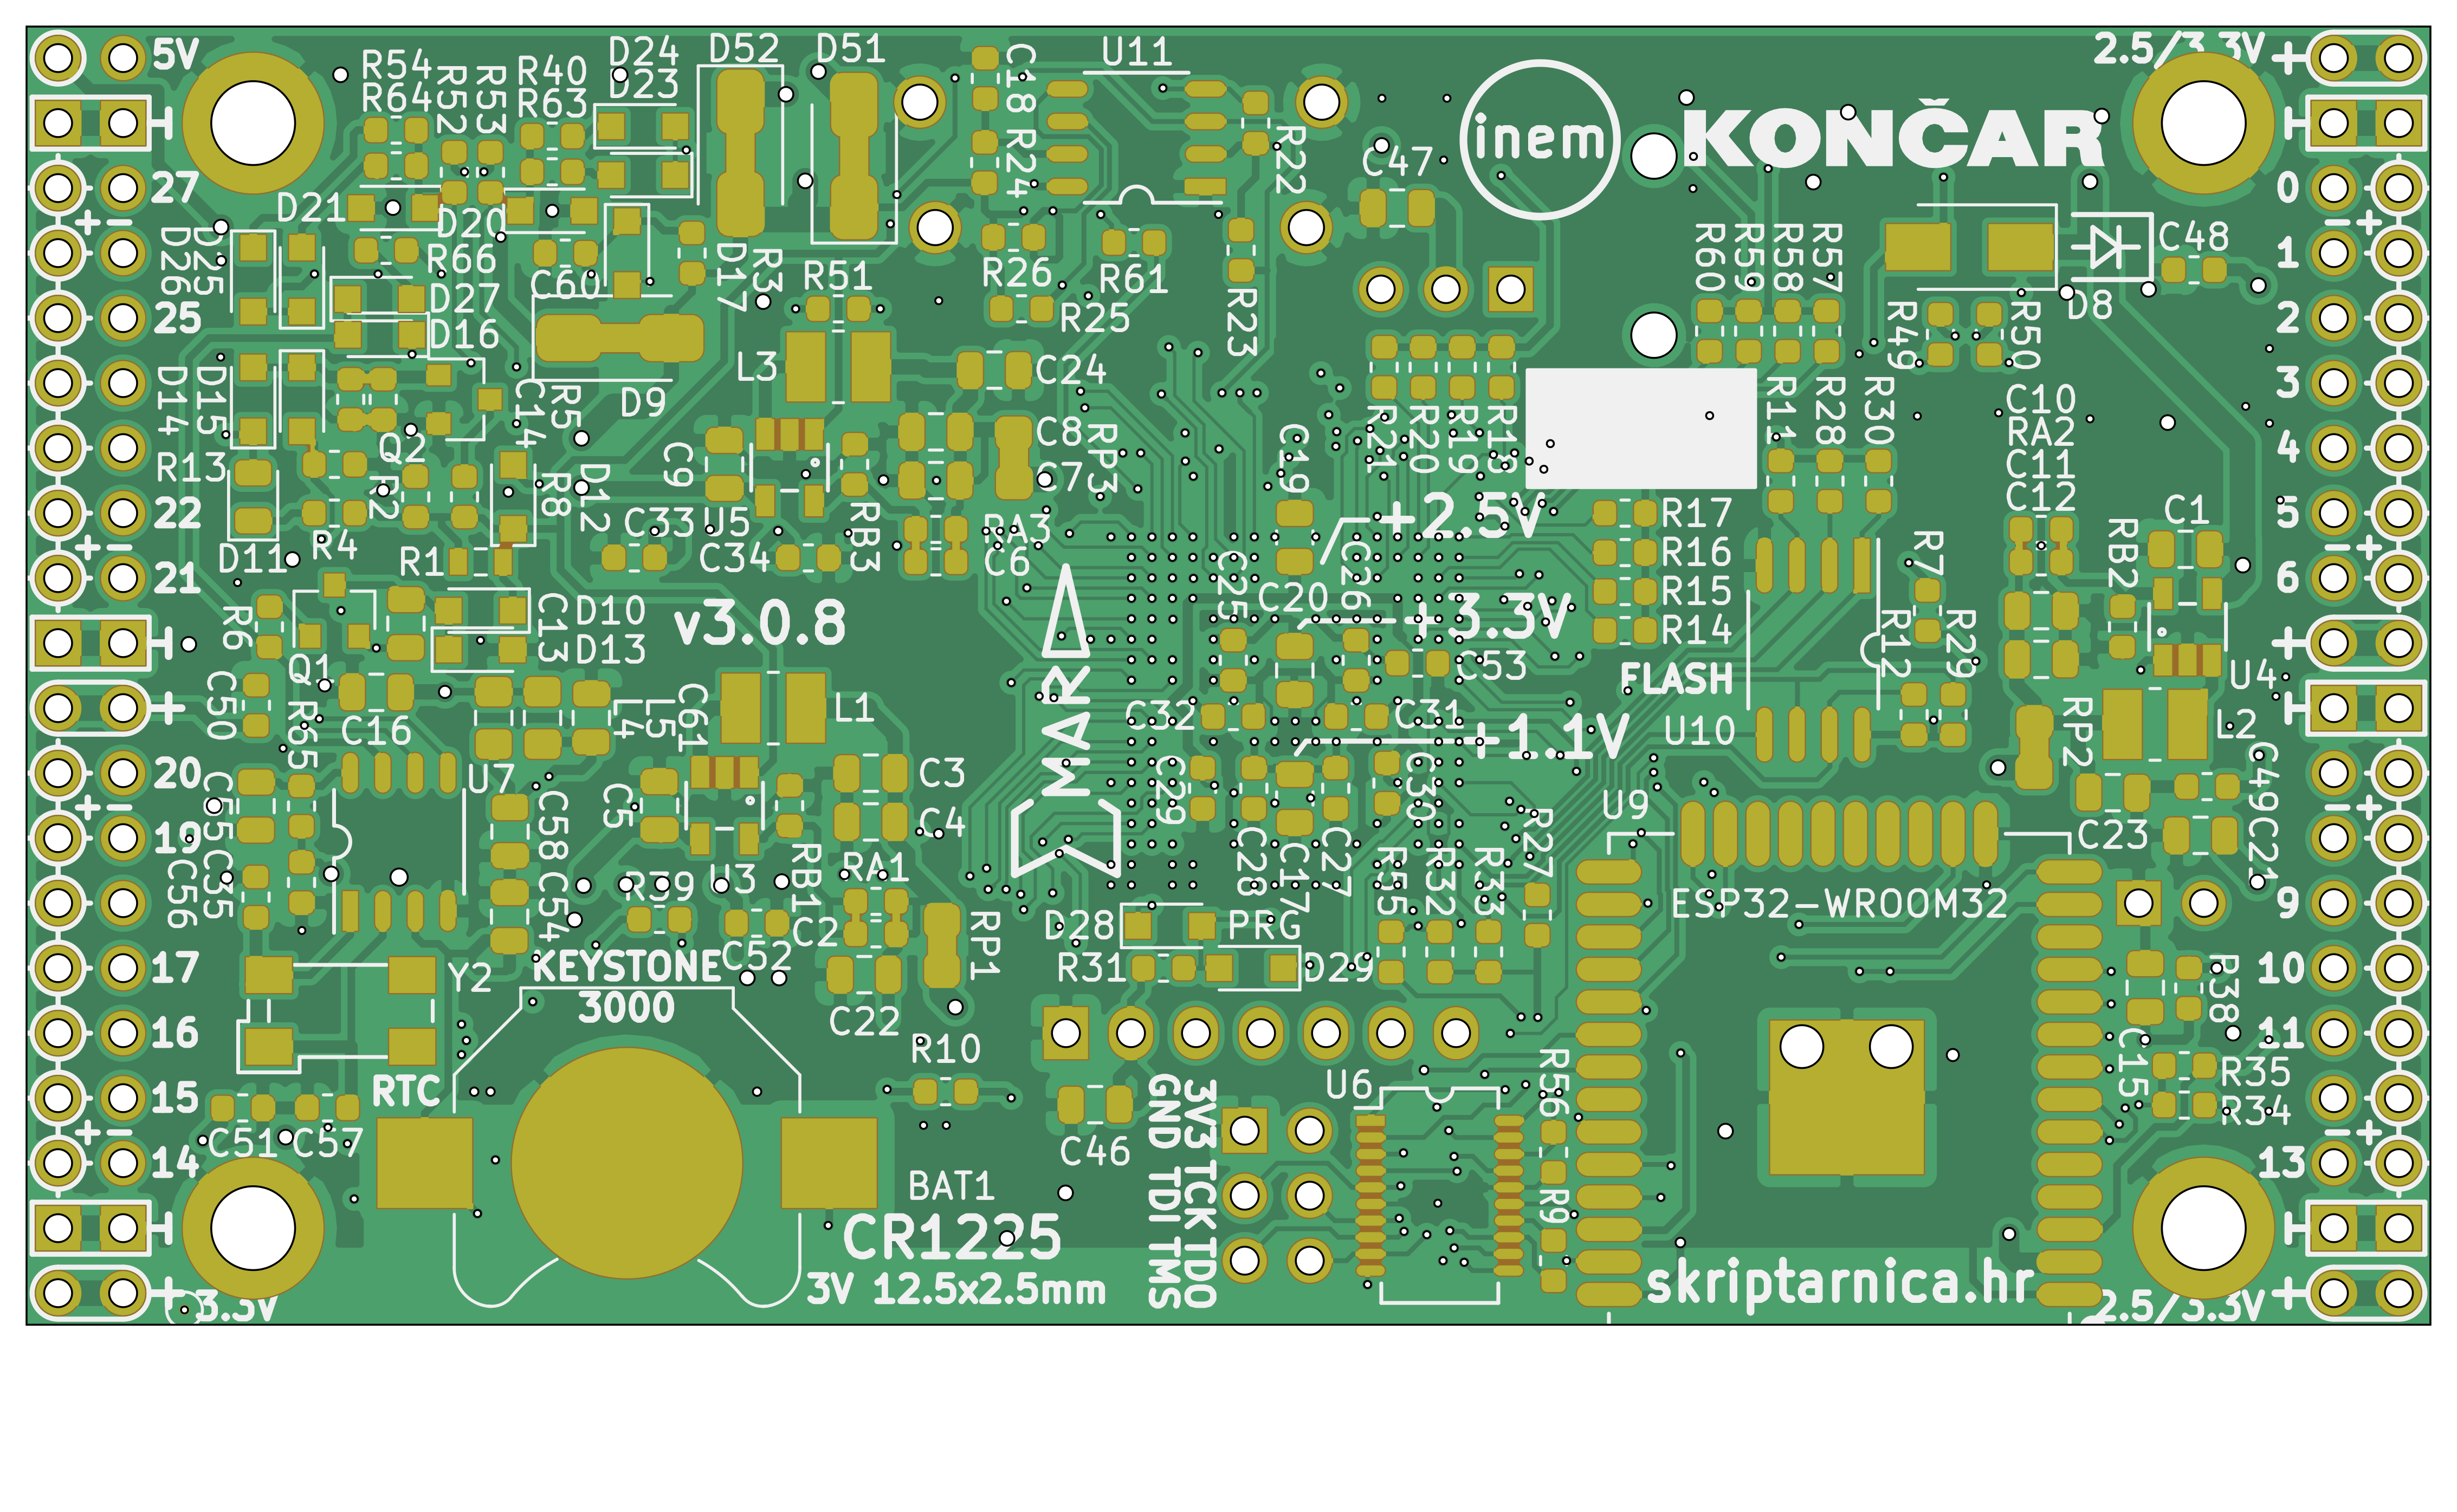 5V
R54
R64
R52
R53
R40
R63
D24
D23
D52
D51
C18
U11
R24
R22
C47
inem
KONČAR
2.5/3.3V
27
D21
D20
D26
D25
R66
C60
D27
D16
D17
R3
R51
R26
R25
R61
R23
R60
R59
R58
R57
D8
C48
R49
R50
0
1
2
3
4
5
6
25
D14
D15
Q2
C14
R5
D9
L3
C24
C8
C7
C9
U5
RP3
C19
R21
R20
R19
R18
R11
R28
R30
C10
RA2
C11
C12
R13
R2
R8
D12
22
D11
R4
R1
C33
C34
RB3
RA3
C6
+2.5V
R17
R16
R15
R14
R7
RB2
C1
21
R6
Q1
C13
D10
D13
v3.0.8
MAR
C25
C20
C26
+3.3V
C53
FLASH
R12
R29
U4
C50
R65
C16
L4
L5
C61
L1
C32
C31
+1.1V
U10
RP2
L2
20
C55
U7
C58
C5
C3
C4
C29
C30
U9
C23
C49
C21
19
C56
C35
C54
R39
U3
RB1
RA1
C2
C28
C17
C27
R55
R32
R33
R27
ESP32-WROOM32
9
17
Y2
KEYSTONE
3000
C52
C22
RP1
D28
PRG
R31
D29
10
R38
16
11
15
RTC
R10
C15
R35
R34
C51
C57
C46
3V3 TCK TDO
GND TDI TMS
U6
R56
R9
14
13
BAT1
CR1225
3V 12.5x2.5mm
skriptarnica.hr
3.3V
2.5/3.3V